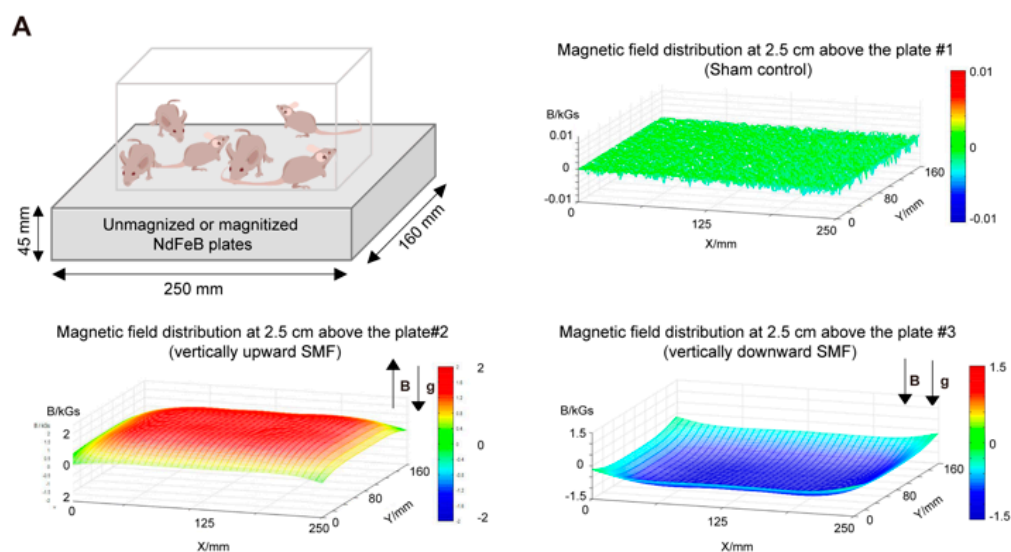 A
Unmagnized or magnitized
NdFeB plates
45 mm
250 mm
160 mm
Magnetic field distribution at 2.5 cm above the plate #1
(Sham control)
B/kGs
0.01
0
-0.01
0
125
250
X/mm
0
80
160
Y/mm
0.01
0
-0.01
Magnetic field distribution at 2.5 cm above the plate#2
(vertically upward SMF)
B
g
B/kGs
B/kGs
2
0
2
0
125
250
X/mm
0
80
160
Y/mm
2
0
-2
Magnetic field distribution at 2.5 cm above the plate #3
(vertically downward SMF)
B
g
B/kGs
1.5
0
-1.5
0
125
250
X/mm
0
80
160
Y/mm
1.5
0
-1.5